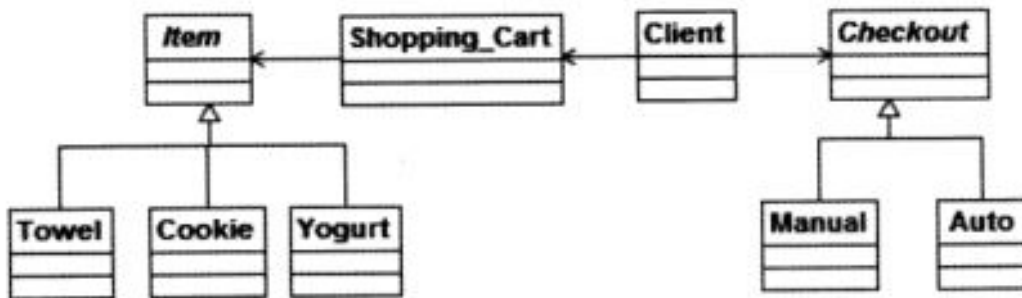 Item
Shopping_Cart
Client
Checkout
Towel
Cookie
Yogurt
Manual
Auto